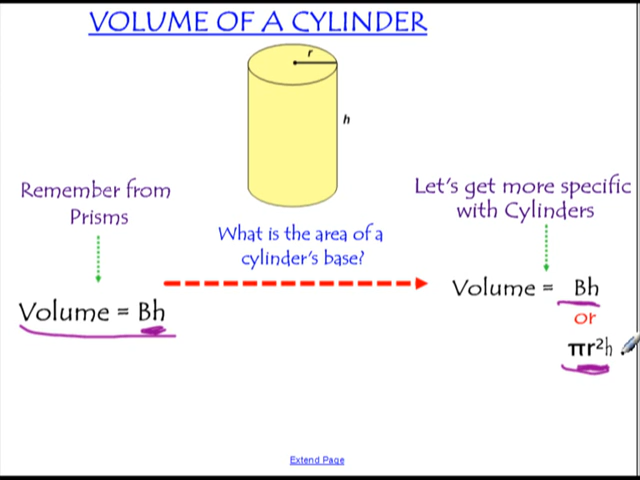 VOLUME OF A CYLINDER
r
h
Remember from
Prisms
What is the area of a
cylinder's base?
Let's get more specific
with Cylinders
Volume = Bh
Volume = Bh
or
πr²h
Extend Page